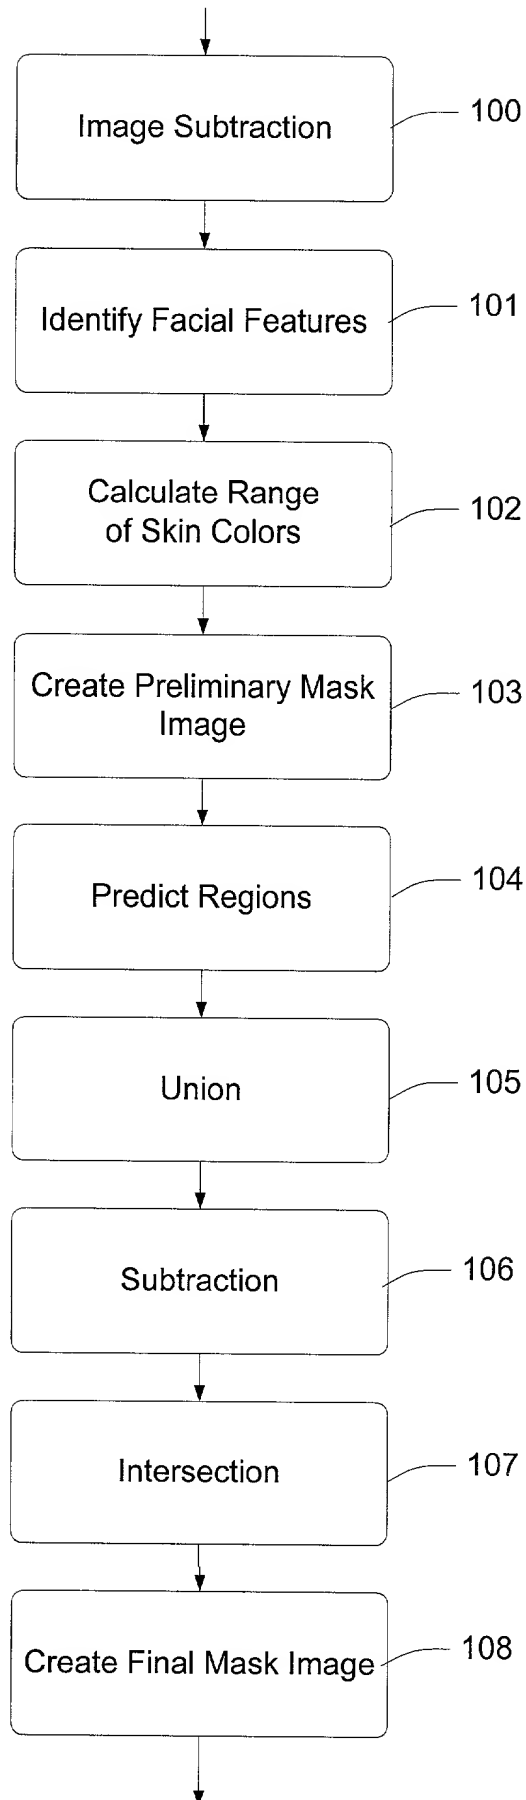 Image Subtraction
100
Identify Facial Features
101
Calculate Range
of Skin Colors
102
Create Preliminary Mask
Image
103
Predict Regions
104
Union
105
Subtraction
106
Intersection
107
Create Final Mask Image
108